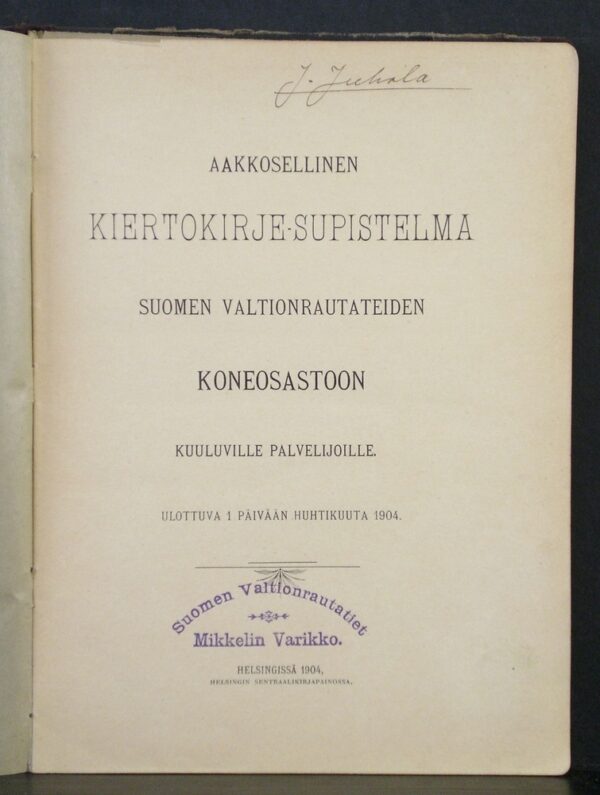 J. Juhola
AAKKOSELLINEN
KIERTOKIRJE-SUPISTELMA
SUOMEN VALTIONRAUTATEIDEN
KONEOSASTOON
KUULUVILLE PALVELIJOILLE.
ULOTTUVA 1 PÄIVÄÄN HUHTIKUUTA 1904.
Suomen Valtionrautatiet
Mikkelin Varikko.
HELSINGISSÄ 1904,
HELSINGIN SENTRAALIKIRJAPAINOSSA.